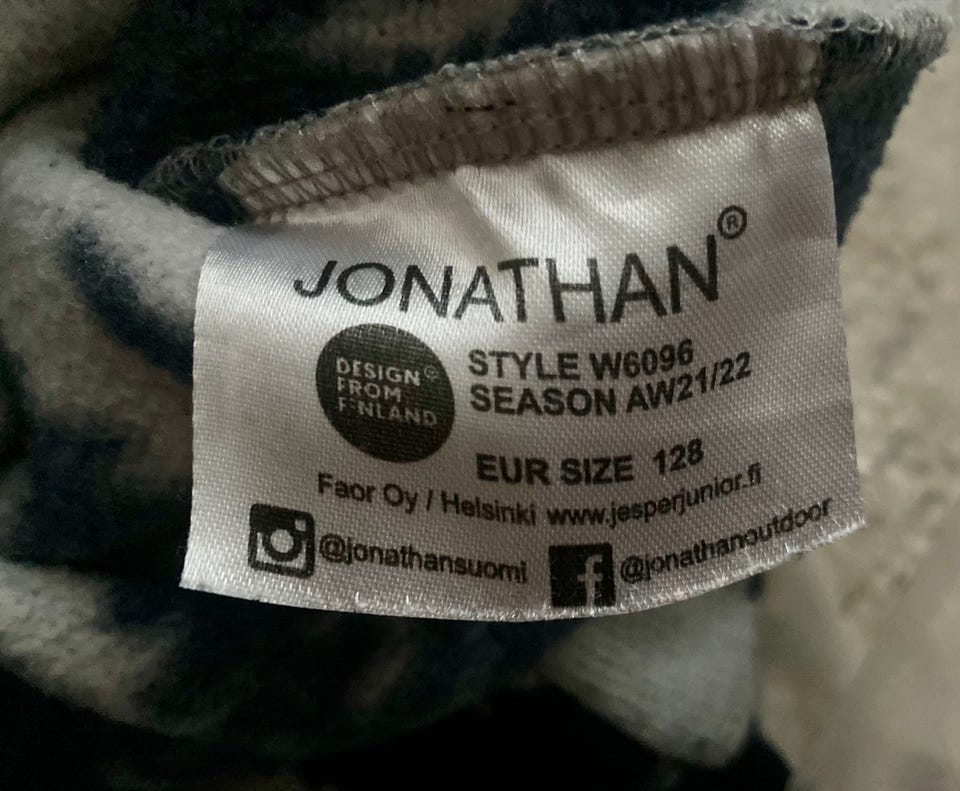 JONATHAN®
DESIGN
FROM
FINLAND
STYLE W6096
SEASON AW21/22
EUR SIZE 128
Faor Oy / Helsinki www.jesperjunior.fi
@jonathansuomi
f @jonathanoutdoor